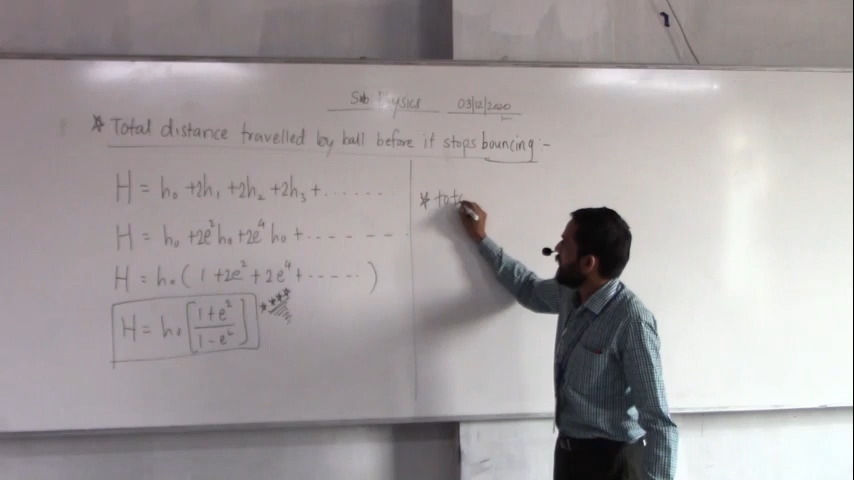 Sub Physics 03/12/2020
* Total distance travelled by ball before it stops bouncing :-
H = h₀ + 2h₁ + 2h₂ + 2h₃ + ......
H = h₀ + 2e²h₀ + 2e⁴h₀ + ........
H = h₀ ( 1 + 2e² + 2e⁴ + ...... )
H = h₀ [ (1+e²)/(1-e²) ] ****
* tota